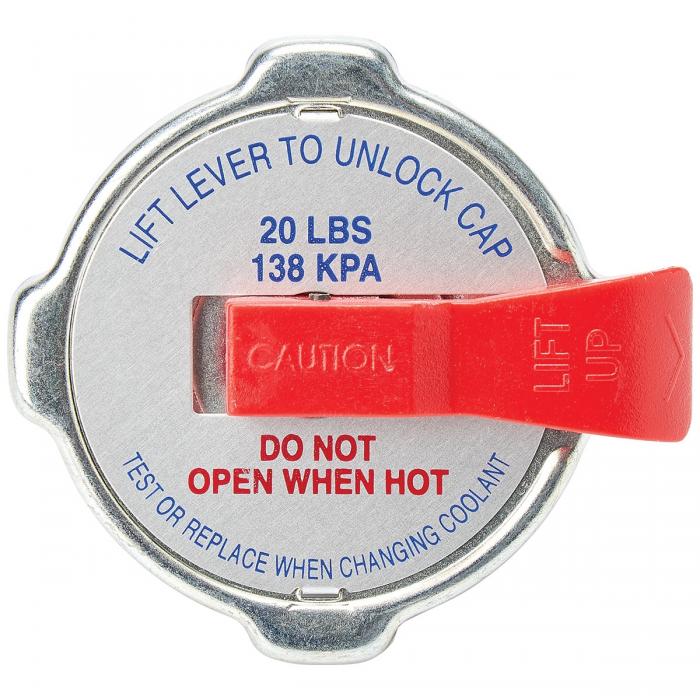 LIFT LEVER TO UNLOCK CAP
20 LBS
138 KPA
CAUTION
LIFT
UP
DO NOT
OPEN WHEN HOT
TEST OR REPLACE WHEN CHANGING COOLANT